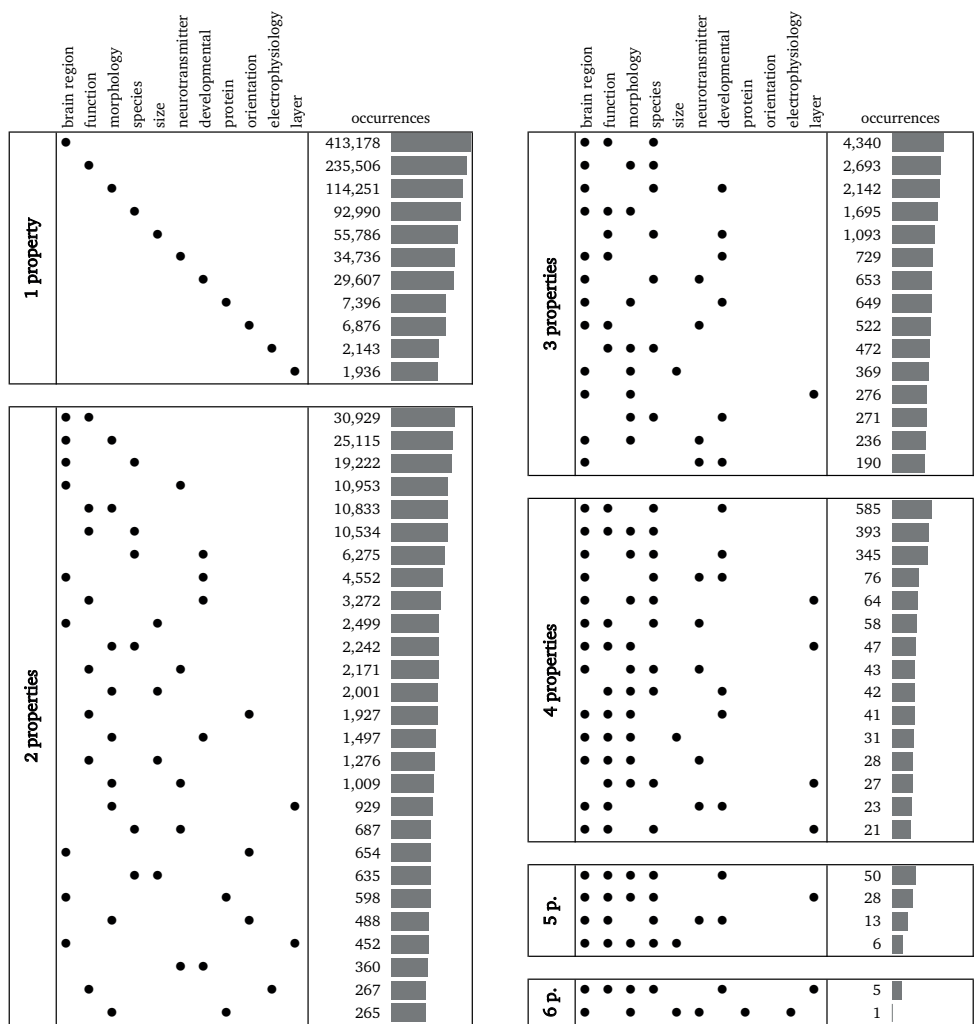 brain region
function
morphology
species
size
neurotransmitter
developmental
protein
orientation
electrophysiology
layer
occurrences
1 property
413,178
235,506
114,251
92,990
55,786
34,736
29,607
7,396
6,876
2,143
1,936
2 properties
30,929
25,115
19,222
10,953
10,833
10,534
6,275
4,552
3,272
2,499
2,242
2,171
2,001
1,927
1,497
1,276
1,009
929
687
654
635
598
488
452
360
267
265
brain region
function
morphology
species
size
neurotransmitter
developmental
protein
orientation
electrophysiology
layer
occurrences
3 properties
4,340
2,693
2,142
1,695
1,093
729
653
649
522
472
369
276
271
236
190
4 properties
585
393
345
76
64
58
47
43
42
41
31
28
27
23
21
5 p.
50
28
13
6
6 p.
5
1